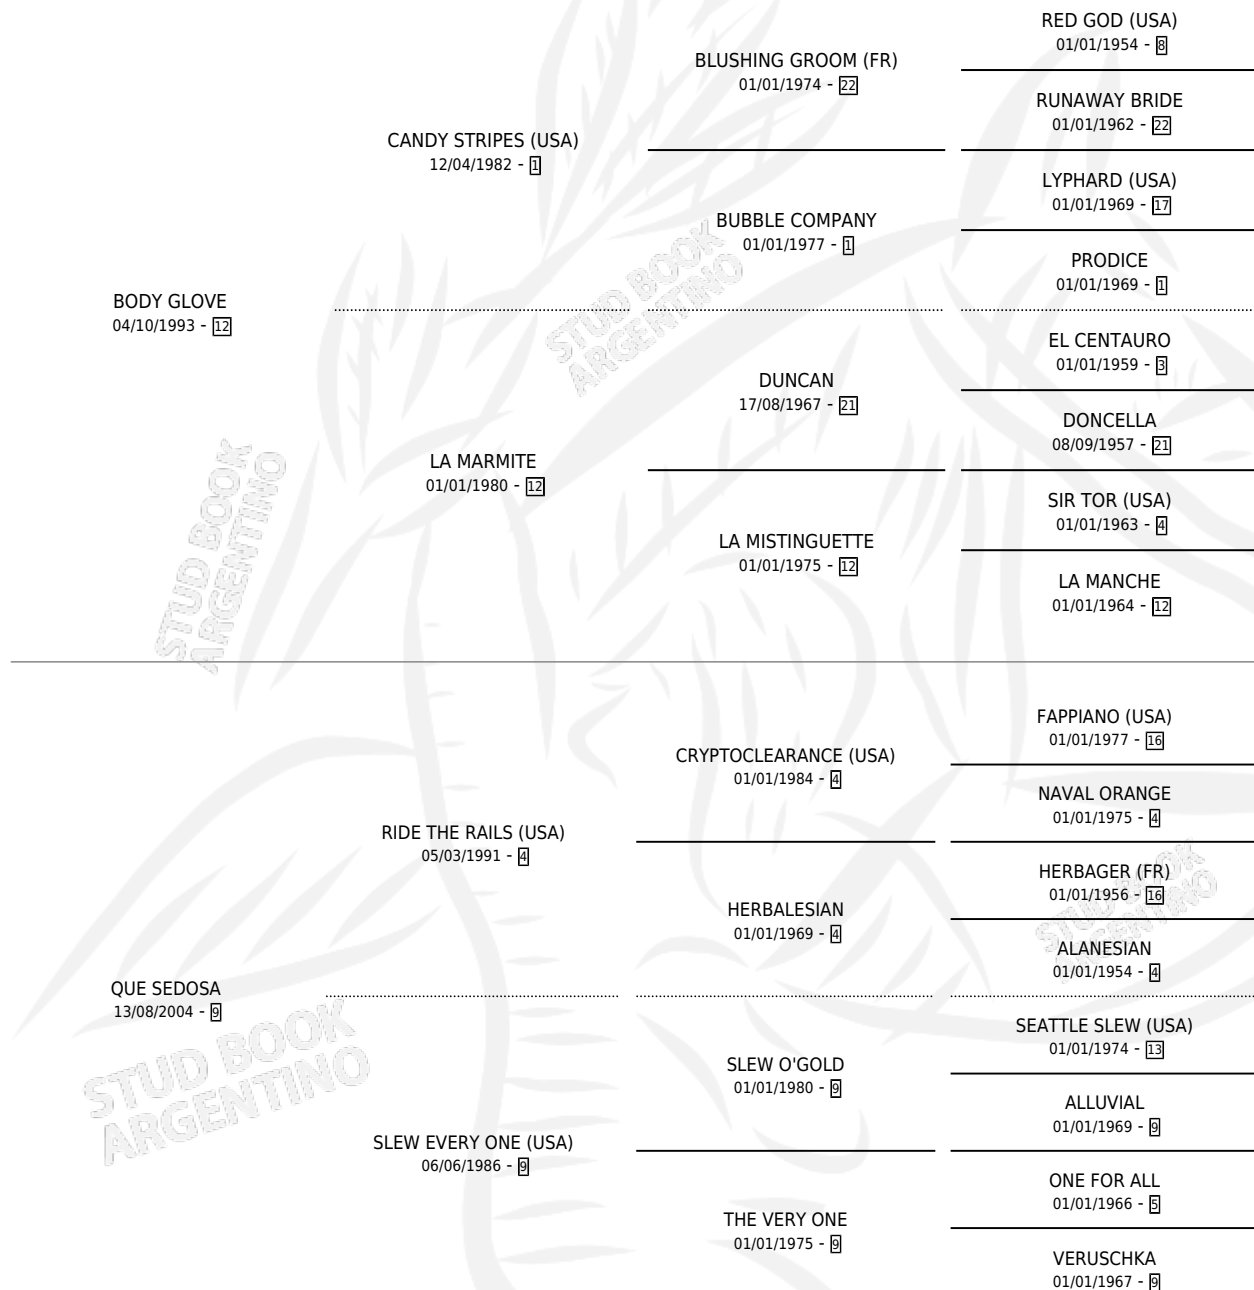 RED GOD (USA)
01/01/1954 - 8
BLUSHING GROOM (FR)
01/01/1974 - 22
RUNAWAY BRIDE
01/01/1962 - 22
CANDY STRIPES (USA)
12/04/1982 - 1
LYPHARD (USA)
01/01/1969 - 17
BUBBLE COMPANY
01/01/1977 - 1
PRODICE
01/01/1969 - 1
BODY GLOVE
04/10/1993 - 12
STUD BOOK
ARGENTINO
EL CENTAURO
01/01/1959 - 3
DUNCAN
17/08/1967 - 21
DONCELLA
08/09/1957 - 21
LA MARMITE
01/01/1980 - 12
SIR TOR (USA)
01/01/1963 - 4
LA MISTINGUETTE
01/01/1975 - 12
LA MANCHE
01/01/1964 - 12
STUD BOOK
ARGENTINO
FAPPIANO (USA)
01/01/1977 - 16
CRYPTOCLEARANCE (USA)
01/01/1984 - 4
NAVAL ORANGE
01/01/1975 - 4
RIDE THE RAILS (USA)
05/03/1991 - 4
HERBAGER (FR)
01/01/1956 - 16
STUD BOOK
ARGENTINO
HERBALESIAN
01/01/1969 - 4
ALANESIAN
01/01/1954 - 4
QUE SEDOSA
13/08/2004 - 9
STUD BOOK
ARGENTINO
SEATTLE SLEW (USA)
01/01/1974 - 13
SLEW O'GOLD
01/01/1980 - 9
ALLUVIAL
01/01/1969 - 9
SLEW EVERY ONE (USA)
06/06/1986 - 9
ONE FOR ALL
01/01/1966 - 5
THE VERY ONE
01/01/1975 - 9
VERUSCHKA
01/01/1967 - 9